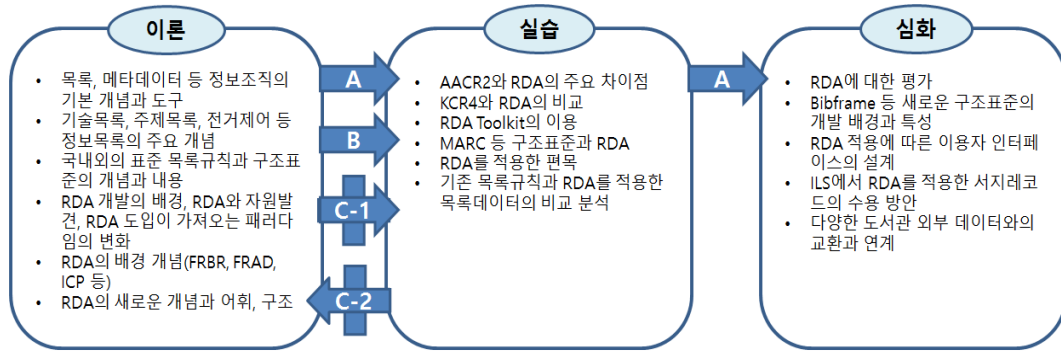 이론
• 목록, 메타데이터 등 정보조직의
기본 개념과 도구
• 기술목록, 주제목록, 전거제어 등
정보목록의 주요 개념
• 국내외의 표준 목록규칙과 구조표
준의 개념과 내용
• RDA 개발의 배경, RDA와 자원발
견, RDA 도입이 가져오는 패러다
임의 변화
• RDA의 배경 개념(FRBR, FRAD,
ICP 등)
• RDA의 새로운 개념과 어휘, 구조
A
B
C-1
C-2
실습
• AACR2와 RDA의 주요 차이점
• KCR4와 RDA의 비교
• RDA Toolkit의 이용
• MARC 등 구조표준과 RDA
• RDA를 적용한 편목
• 기존 목록규칙과 RDA를 적용한
목록데이터의 비교 분석
A
심화
• RDA에 대한 평가
• Bibframe 등 새로운 구조표준의
개발 배경과 특성
• RDA 적용에 따른 이용자 인터페
이스의 설계
• ILS에서 RDA를 적용한 서지레코
드의 수용 방안
• 다양한 도서관 외부 데이터와의
교환과 연계